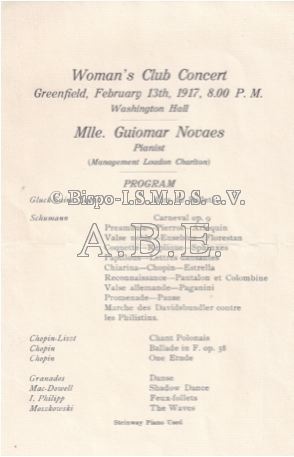 Woman's Club Concert
Greenfield, February 13th, 1917, 8.00 P. M.
Washington Hall
Mlle. Guiomar Novaes
Pianist
(Management Loudon Charlton)
PROGRAM
© Bispo-I.S.M.P.S. e.V.
Schumann Carneval op. 9
A.B.E.
Chiarina—Chopin—Estrella
Reconnaissance—Pantalon et Colombine
Valse allemande—Paganini
Promenade—Pause
Marche des Davidsbundler contre
les Philistins.
Chopin-Liszt Chant Polonais
Chopin Ballade in F. op. 38
Chopin One Etude
Granados Danse
Mac-Dowell Shadow Dance
I. Philipp Feux-follets
Moszkowski The Waves
Steinway Piano Used